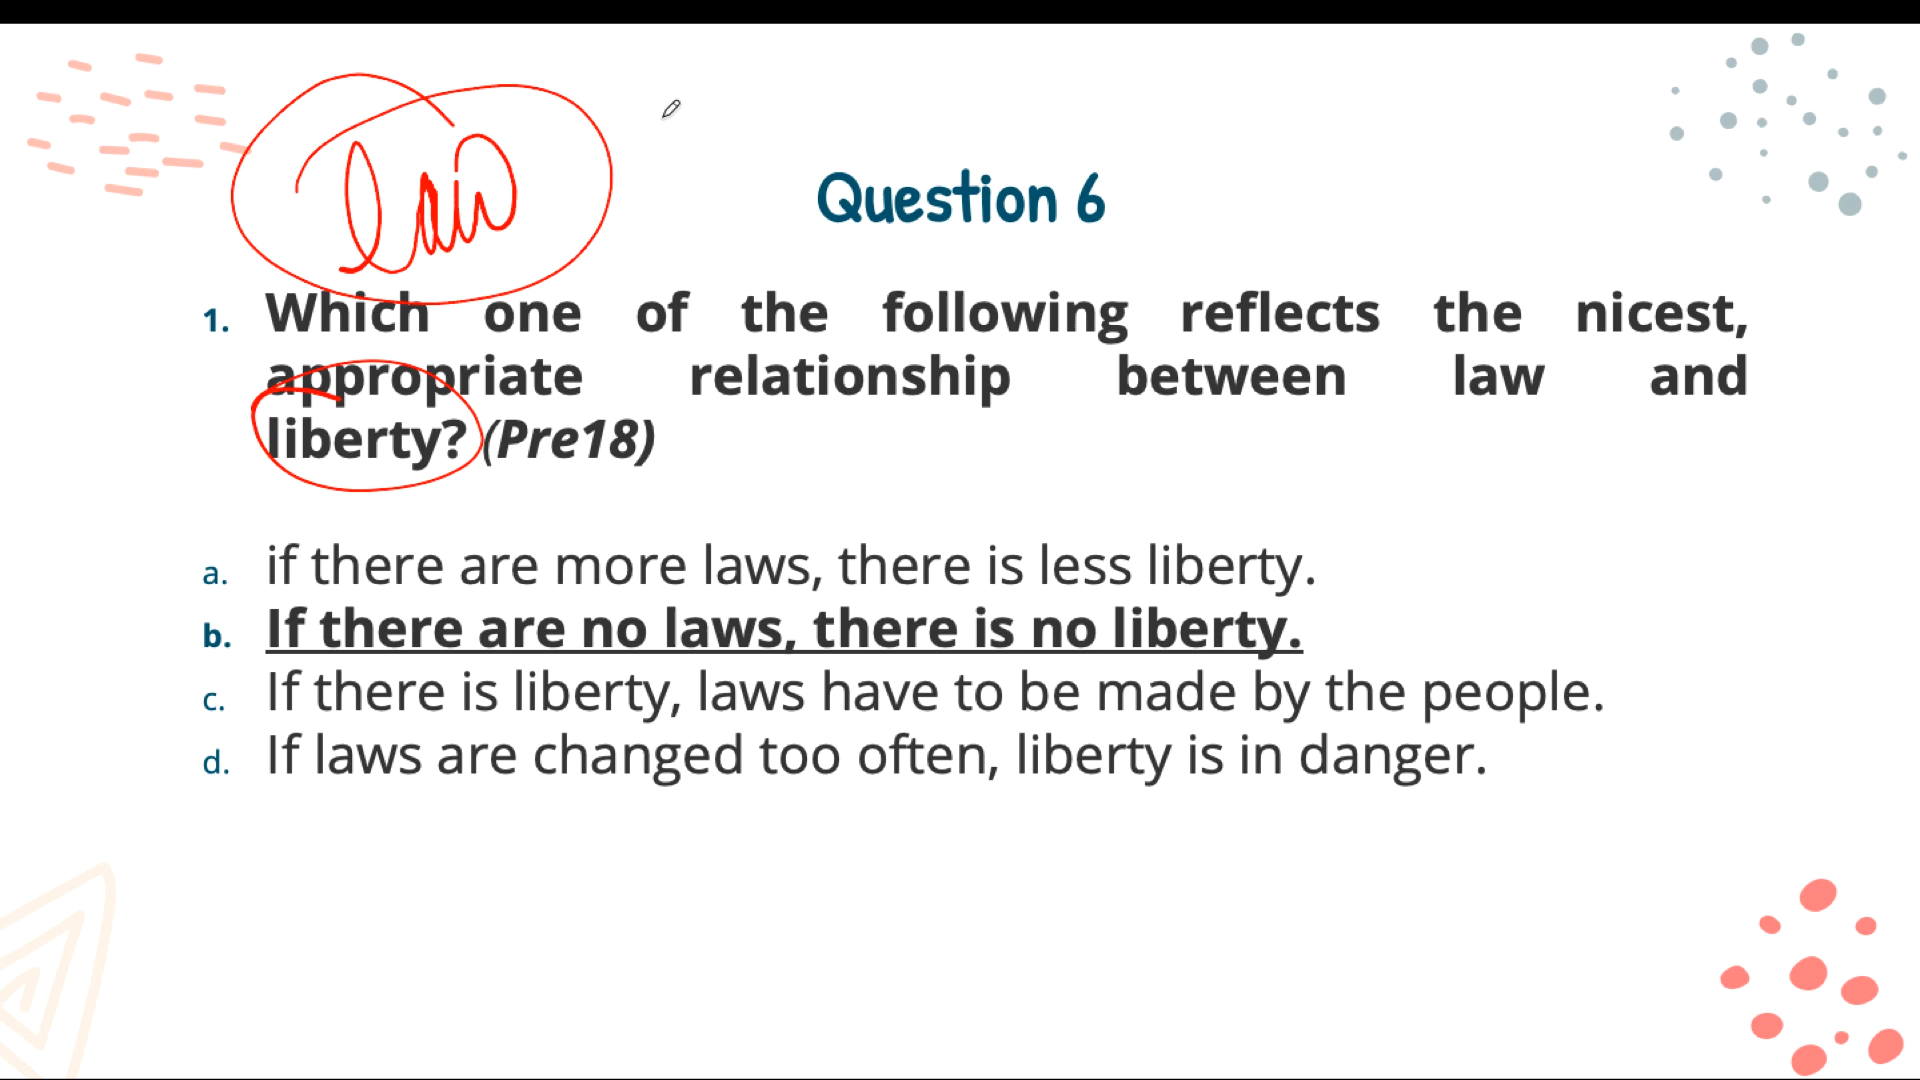 law
Question 6
1. Which one of the following reflects the nicest,
appropriate relationship between law and
liberty? (Pre18)
a. if there are more laws, there is less liberty.
b. If there are no laws, there is no liberty.
c. If there is liberty, laws have to be made by the people.
d. If laws are changed too often, liberty is in danger.